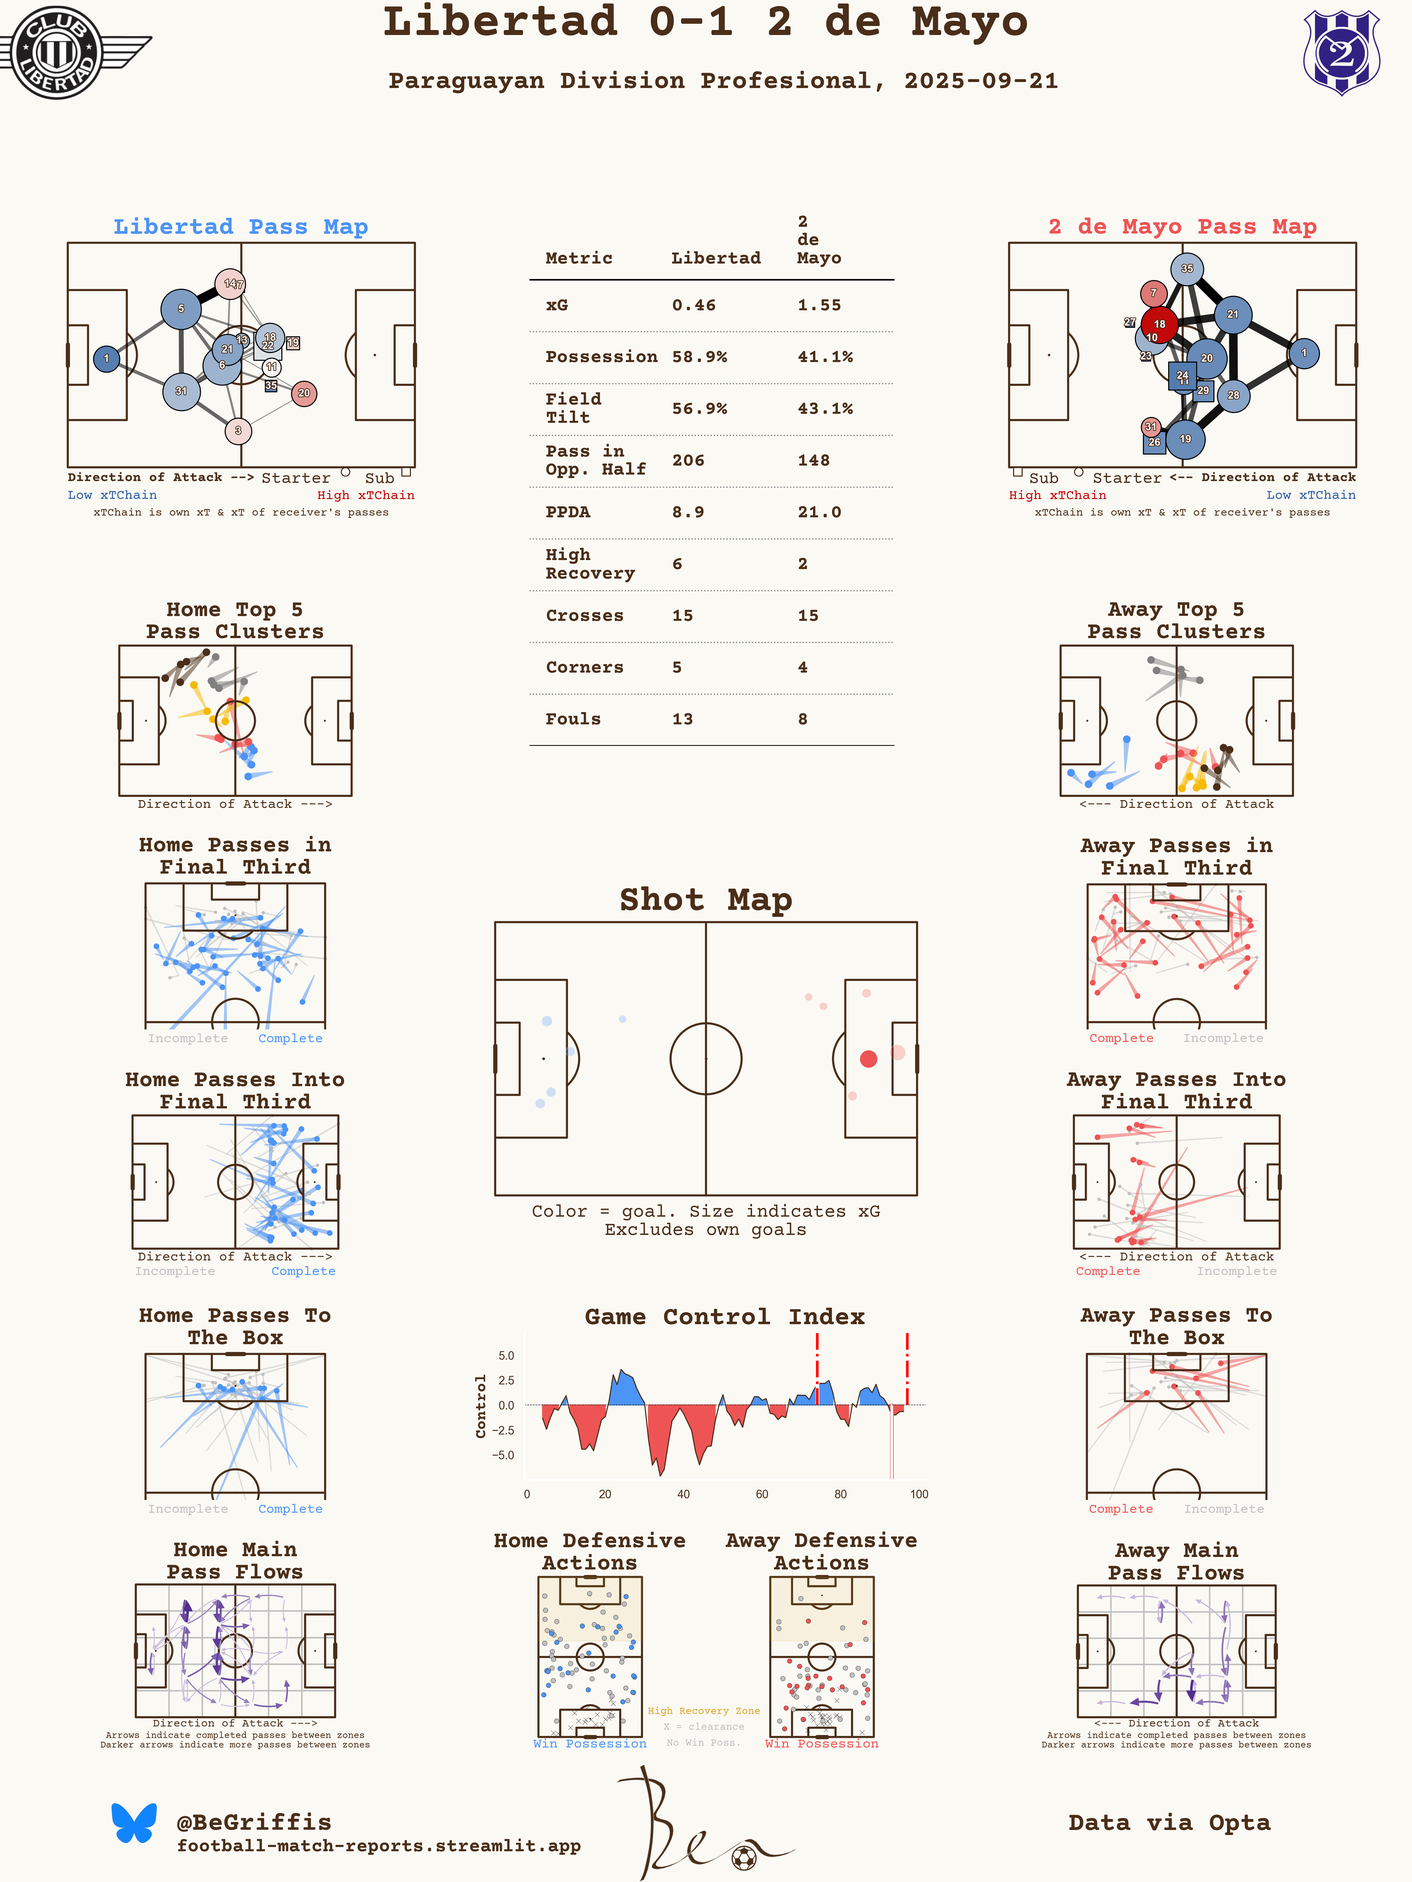 Libertad 0-1 2 de Mayo
Paraguayan Division Profesional, 2025-09-21
CLUB
LIBERTAD
2
Libertad Pass Map
1
5
31
14
7
21
6
13
18
22
19
11
35
20
3
Direction of Attack -->
Starter
Sub
Low xTChain
High xTChain
xTChain is own xT & xT of receiver's passes
Metric Libertad 2 de Mayo
xG 0.46 1.55
Possession 58.9% 41.1%
Field Tilt 56.9% 43.1%
Pass in Opp. Half 206 148
PPDA 8.9 21.0
High Recovery 6 2
Crosses 15 15
Corners 5 4
Fouls 13 8
2 de Mayo Pass Map
35
7
27
18
10
23
21
20
1
24
11
29
28
31
26
19
Sub
Starter
<-- Direction of Attack
High xTChain
Low xTChain
xTChain is own xT & xT of receiver's passes
Home Top 5
Pass Clusters
Direction of Attack --->
Away Top 5
Pass Clusters
<--- Direction of Attack
Home Passes in
Final Third
Incomplete
Complete
Away Passes in
Final Third
Complete
Incomplete
Shot Map
Color = goal. Size indicates xG
Excludes own goals
Home Passes Into
Final Third
Direction of Attack --->
Incomplete
Complete
Away Passes Into
Final Third
<--- Direction of Attack
Complete
Incomplete
Home Passes To
The Box
Incomplete
Complete
Game Control Index
Control
5.0
2.5
0.0
−2.5
−5.0
0 20 40 60 80 100
Away Passes To
The Box
Complete
Incomplete
Home Main
Pass Flows
Direction of Attack --->
Arrows indicate completed passes between zones
Darker arrows indicate more passes between zones
Home Defensive
Actions
Win Possession
High Recovery Zone
X = clearance
No Win Poss.
Away Defensive
Actions
Win Possession
Away Main
Pass Flows
<--- Direction of Attack
Arrows indicate completed passes between zones
Darker arrows indicate more passes between zones
@BeGriffis
football-match-reports.streamlit.app
Ben
Data via Opta